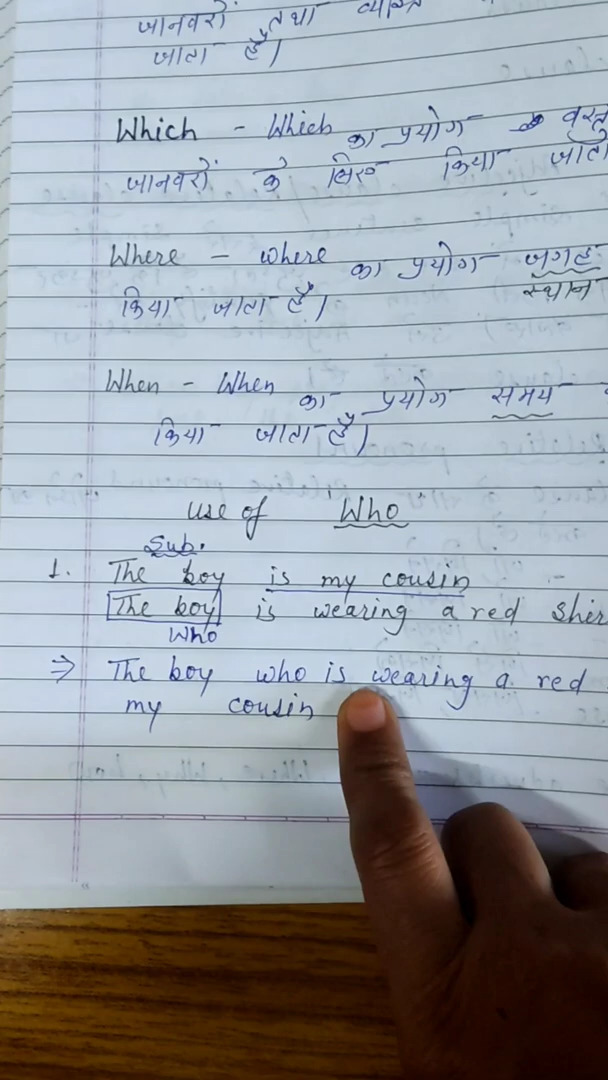 जानवरों तथा
जाता है।
Which - Which का प्रयोग वस्तु
जानवरों के लिए किया जाता
Where - where का प्रयोग जगह
स्थान
किया जाता है।
When - When का प्रयोग समय
किया जाता है।
use of "Who"
Sub.
1. The boy is my cousin
The boy is wearing a red sher
Who
⇒ The boy who is wearing a red
my cousin